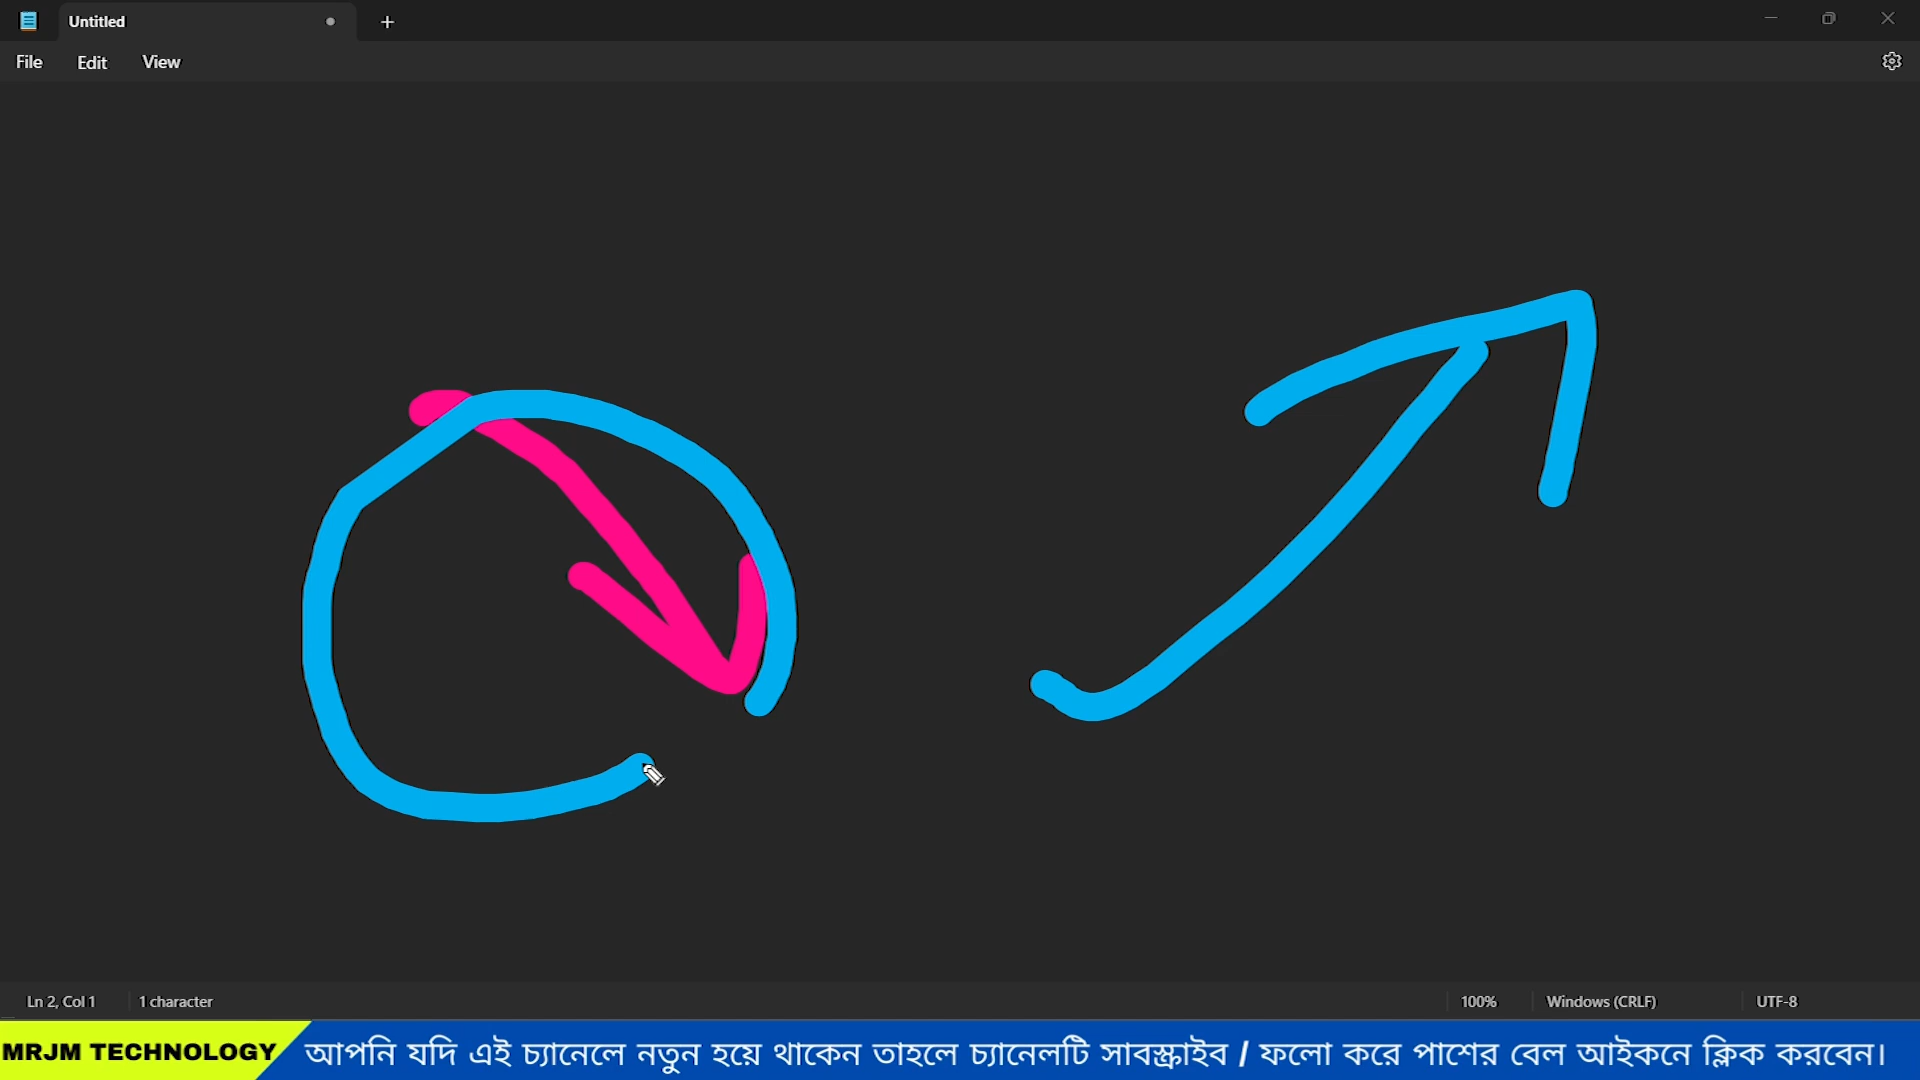 Untitled
File Edit View
Ln 2, Col 1 1 character 100% Windows (CRLF) UTF-8
MRJM TECHNOLOGY আপনি যদি এই চ্যানেলে নতুন হয়ে থাকেন তাহলে চ্যানেলটি সাবস্ক্রাইব / ফলো করে পাশের বেল আইকনে ক্লিক করবেন।